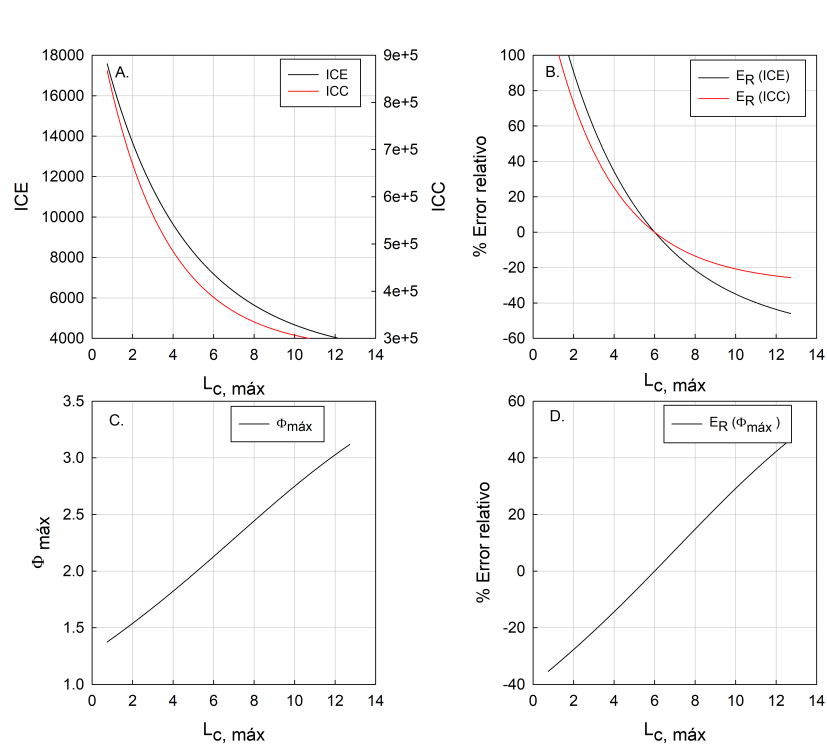 A.
ICE
ICC
18000
16000
14000
12000
10000
8000
6000
4000
ICE
9e+5
8e+5
7e+5
6e+5
5e+5
4e+5
3e+5
ICC
0 2 4 6 8 10 12 14
Lc, máx
B.
ER (ICE)
ER (ICC)
100
80
60
40
20
0
-20
-40
-60
% Error relativo
0 2 4 6 8 10 12 14
Lc, máx
C.
Φmáx
3.5
3.0
2.5
2.0
1.5
1.0
Φ máx
0 2 4 6 8 10 12 14
Lc, máx
D.
ER (Φmáx )
60
40
20
0
-20
-40
% Error relativo
0 2 4 6 8 10 12 14
Lc, máx